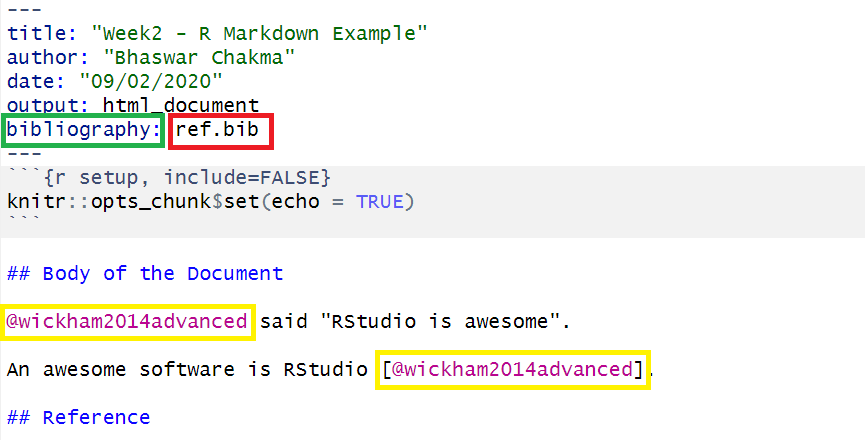 ---
title: "Week2 - R Markdown Example"
author: "Bhaswar Chakma"
date: "09/02/2020"
output: html_document
bibliography: ref.bib
---
```{r setup, include=FALSE}
knitr::opts_chunk$set(echo = TRUE)
```
## Body of the Document
@wickham2014advanced said "RStudio is awesome".
An awesome software is RStudio [@wickham2014advanced].
## Reference